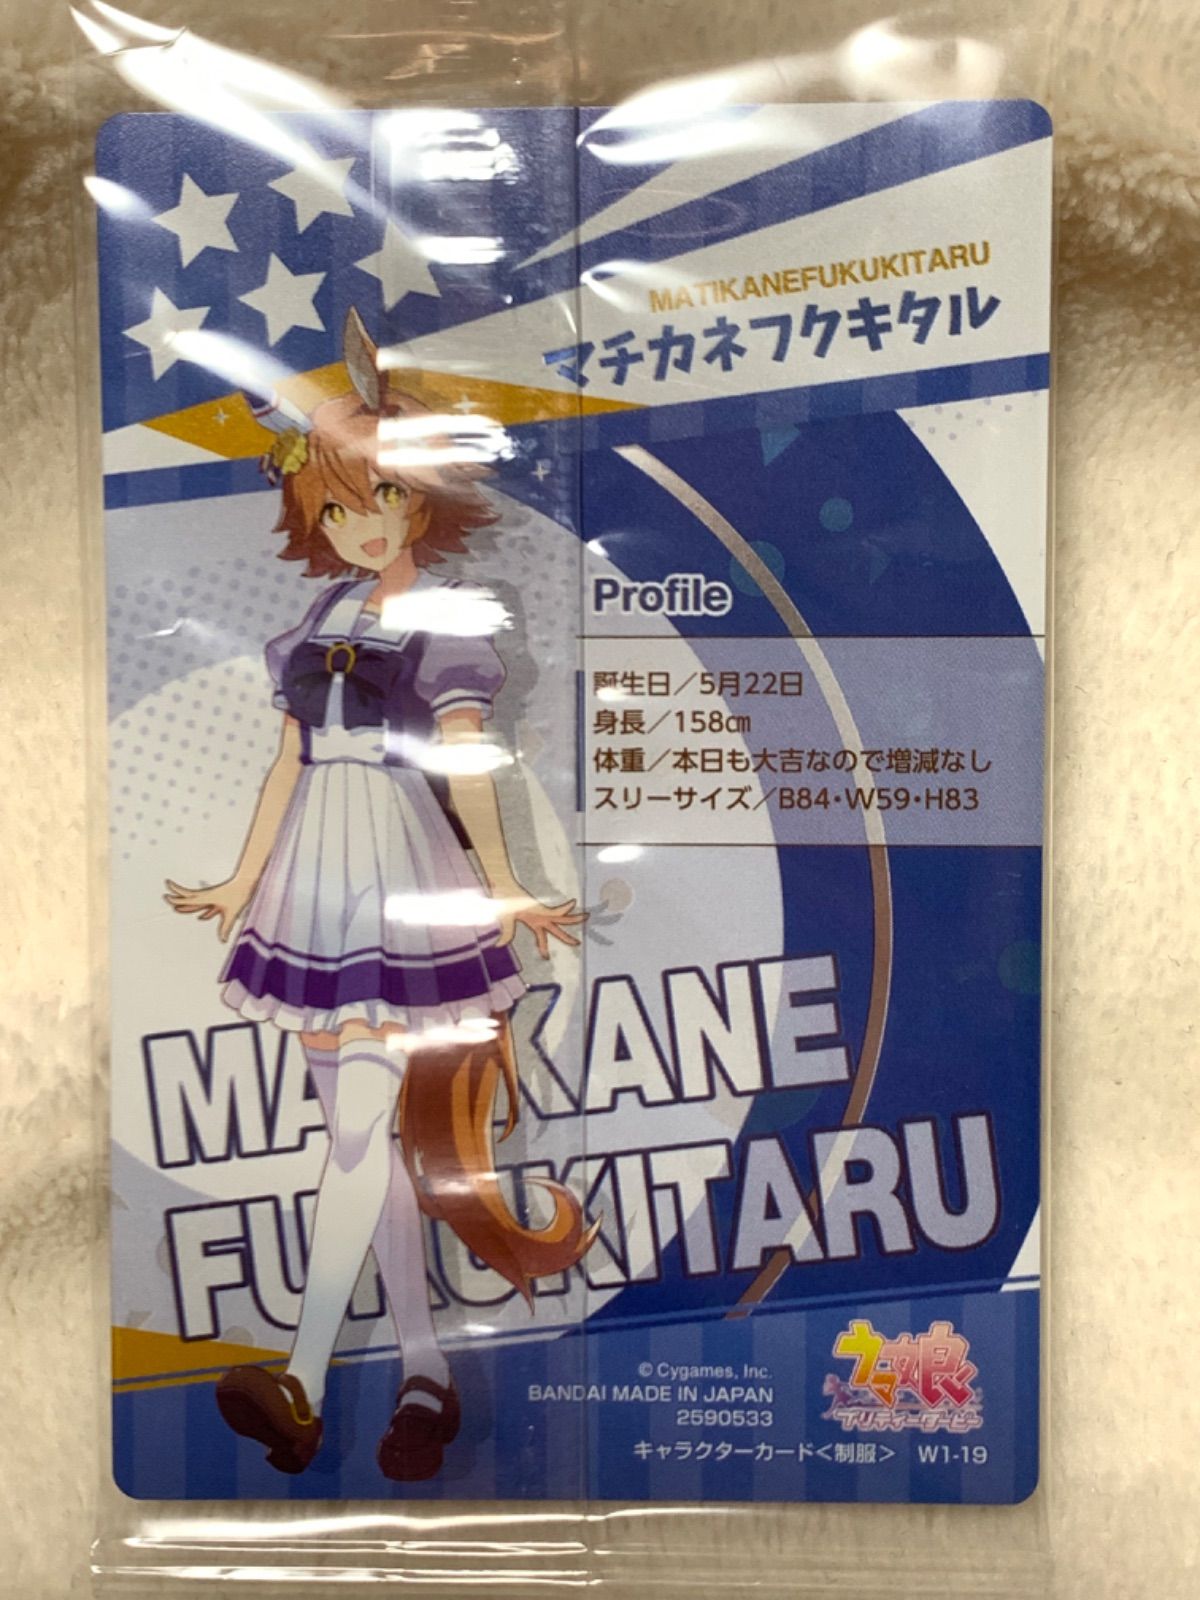 MATIKANEFUKUKITARU
マチカネフクキタル
Profile
誕生日／5月22日
身長／158㎝
体重／本日も大吉なので増減なし
スリーサイズ／B84・W59・H83
MATIKANE
FUKUKITARU
© Cygames, Inc.
BANDAI MADE IN JAPAN
2590533
キャラクターカード＜制服＞ W1-19
ウマ娘
プリティーダービー